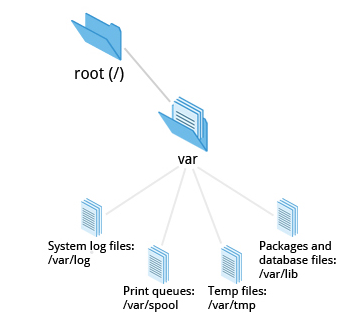 root (/)
var
System log files:
/var/log
Print queues:
/var/spool
Temp files:
/var/tmp
Packages and
database files:
/var/lib